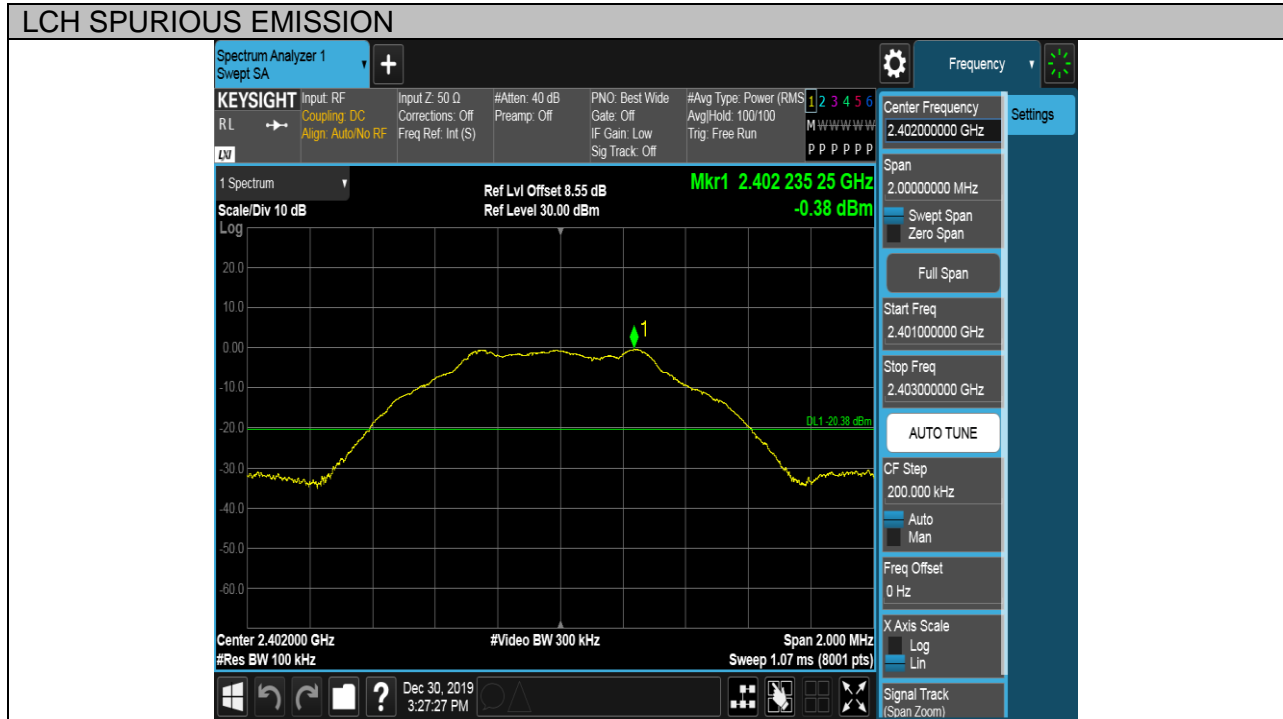 LCH SPURIOUS EMISSION
Spectrum Analyzer 1
Swept SA
Frequency
KEYSIGHT
RL
LXI
Input: RF
Coupling: DC
Align: Auto/No RF
Input Z: 50 Ω
Corrections: Off
Freq Ref: Int (S)
#Atten: 40 dB
Preamp: Off
PNO: Best Wide
Gate: Off
IF Gain: Low
Sig Track: Off
#Avg Type: Power (RMS
Avg|Hold: 100/100
Trig: Free Run
1 2 3 4 5 6
M W W W W W
P P P P P P
1 Spectrum
Scale/Div 10 dB
Ref Lvl Offset 8.55 dB
Ref Level 30.00 dBm
Mkr1 2.402 235 25 GHz
-0.38 dBm
Log
20.0
10.0
0.00
-10.0
-20.0
-30.0
-40.0
-50.0
-60.0
1
DL1 -20.38 dBm
Center 2.402000 GHz
#Res BW 100 kHz
#Video BW 300 kHz
Span 2.000 MHz
Sweep 1.07 ms (8001 pts)
?
Dec 30, 2019
3:27:27 PM
Center Frequency
2.402000000 GHz
Settings
Span
2.00000000 MHz
Swept Span
Zero Span
Full Span
Start Freq
2.401000000 GHz
Stop Freq
2.403000000 GHz
AUTO TUNE
CF Step
200.000 kHz
Auto
Man
Freq Offset
0 Hz
X Axis Scale
Log
Lin
Signal Track
(Span Zoom)